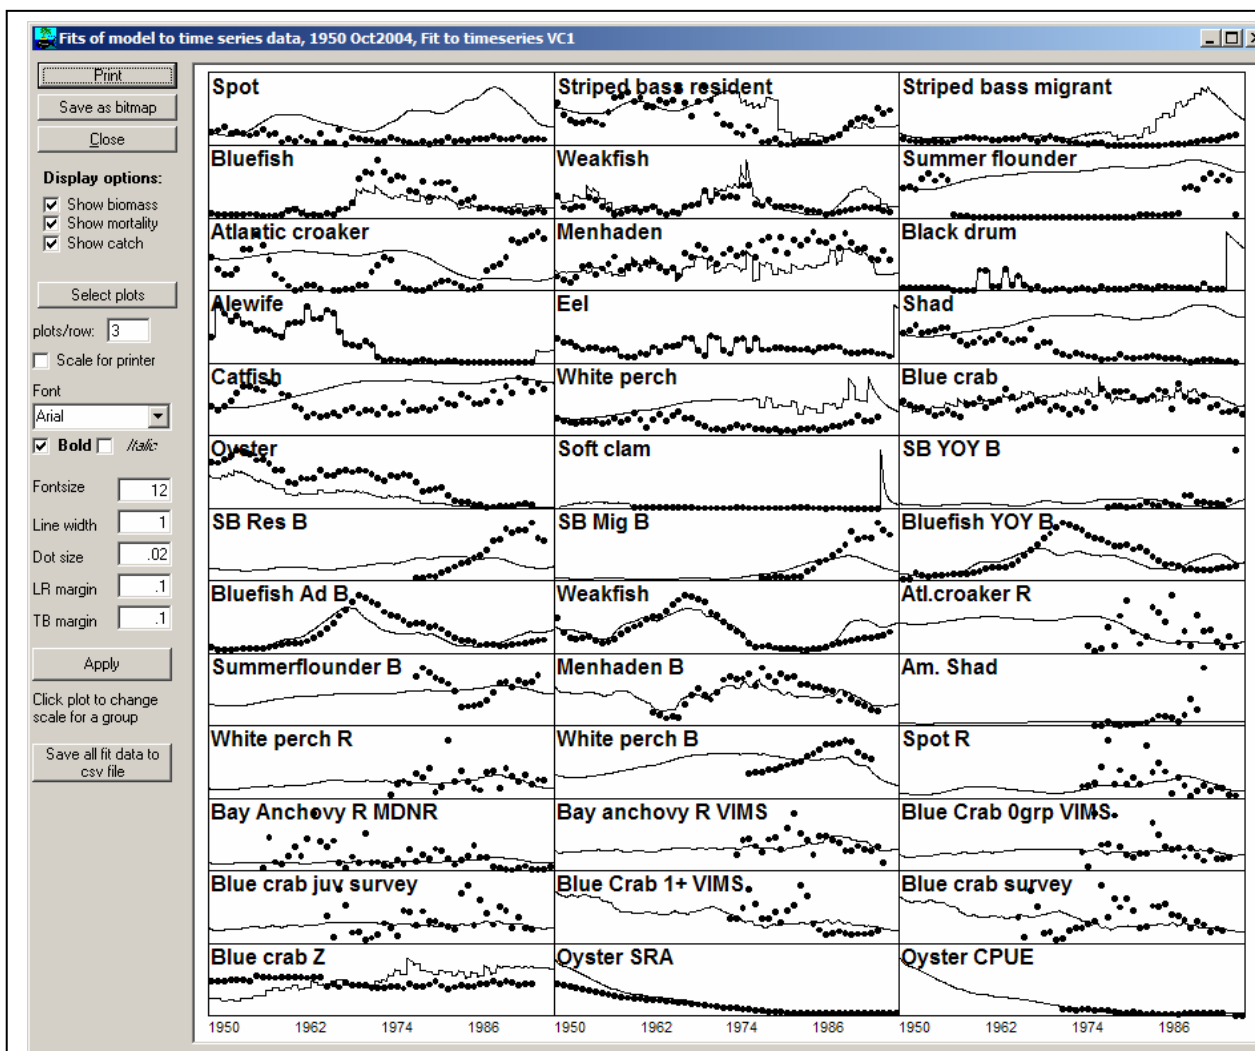 Fits of model to time series data, 1950 Oct2004, Fit to timeseries VC1
Print
Save as bitmap
Close
Display options:
Show biomass
Show mortality
Show catch
Select plots
plots/row: 3
Scale for printer
Font
Arial
Bold Italic
Fontsize 12
Line width 1
Dot size .02
LR margin .1
TB margin .1
Apply
Click plot to change
scale for a group
Save all fit data to
csv file
Spot Striped bass resident Striped bass migrant
Bluefish Weakfish Summer flounder
Atlantic croaker Menhaden Black drum
Alewife Eel Shad
Catfish White perch Blue crab
Oyster Soft clam SB YOY B
SB Res B SB Mig B Bluefish YOY B
Bluefish Ad B Weakfish Atl.croaker R
Summerflounder B Menhaden B Am. Shad
White perch R White perch B Spot R
Bay Anchovy R MDNR Bay anchovy R VIMS Blue Crab 0grp VIMS
Blue crab juv survey Blue Crab 1+ VIMS Blue crab survey
Blue crab Z Oyster SRA Oyster CPUE
1950 1962 1974 1986 1950 1962 1974 1986 1950 1962 1974 1986